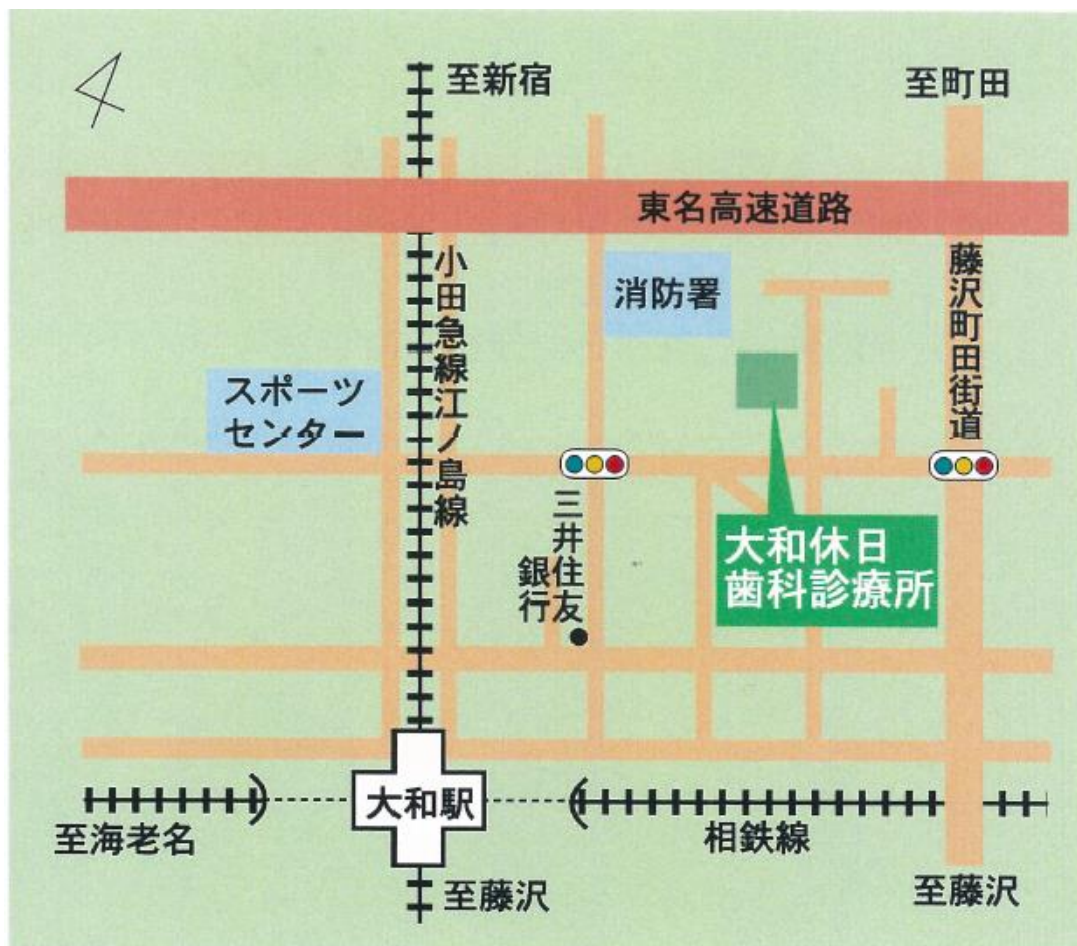 至新宿
至町田
東名高速道路
小田急線江ノ島線
消防署
藤沢町田街道
スポーツ
センター
三井住友
銀行
大和休日
歯科診療所
大和駅
至海老名
相鉄線
至藤沢
至藤沢